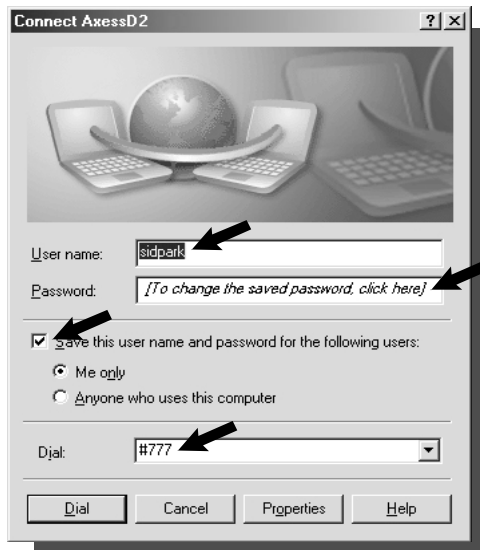 Connect AxessD2
User name: sidpark
Password: [To change the saved password, click here]
Save this user name and password for the following users:
Me only
Anyone who uses this computer
Dial: #777
Dial Cancel Properties Help